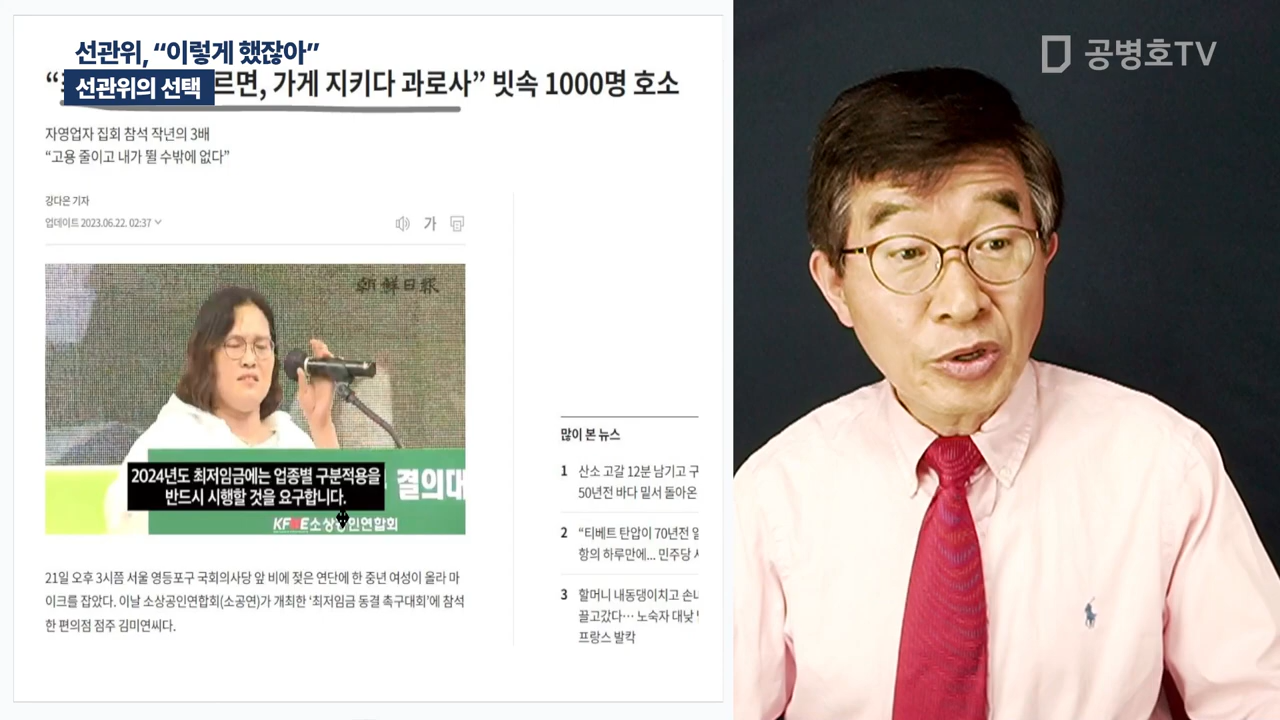 선관위, “이렇게 했잖아”
선관위의 선택
르면, 가게 지키다 과로사” 빗속 1000명 호소
자영업자 집회 참석 작년의 3배
“고용 줄이고 내가 뛸 수밖에 없다”
강다은 기자
업데이트 2023.06.22. 02:37
가
朝鮮日報
2024년도 최저임금에는 업종별 구분적용을
반드시 시행할 것을 요구합니다.
결의대
KFME소상공인연합회
21일 오후 3시쯤 서울 영등포구 국회의사당 앞 비에 젖은 연단에 한 중년 여성이 올라 마
이크를 잡았다. 이날 소상공인연합회(소공연)가 개최한 ‘최저임금 동결 촉구대회’에 참석
한 편의점 점주 김미연씨다.
많이 본 뉴스
1 산소 고갈 12분 남기고 구
50년전 바다 밑서 돌아온
2 “티베트 탄압이 70년전 일
항의 하루만에... 민주당
3 할머니 내동댕이치고 손녀
끌고갔다… 노숙자 대낮
프랑스 발칵
공병호TV